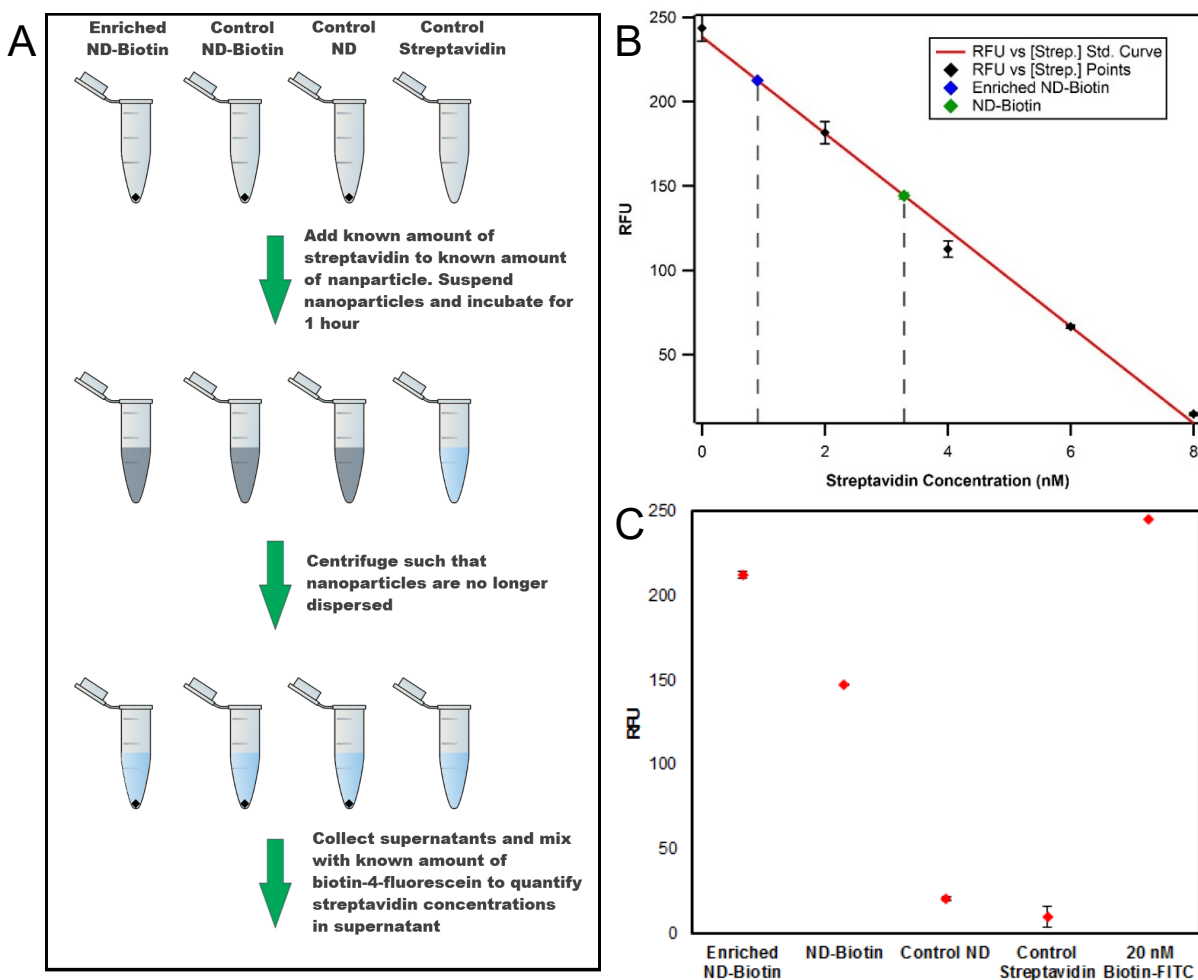 A
Enriched
ND-Biotin
Control
ND-Biotin
Control
ND
Control
Streptavidin
Add known amount of
streptavidin to known amount
of nanparticle. Suspend
nanoparticles and incubate for
1 hour
Centrifuge such that
nanoparticles are no longer
dispersed
Collect supernatants and mix
with known amount of
biotin-4-fluorescein to quantify
streptavidin concentrations
in supernatant
B
250
200
150
100
50
RFU
RFU vs [Strep.] Std. Curve
RFU vs [Strep.] Points
Enriched ND-Biotin
ND-Biotin
0
2
4
6
8
Streptavidin Concentration (nM)
C
250
200
150
100
50
0
RFU
Enriched
ND-Biotin
ND-Biotin
Control ND
Control
Streptavidin
20 nM
Biotin-FITC